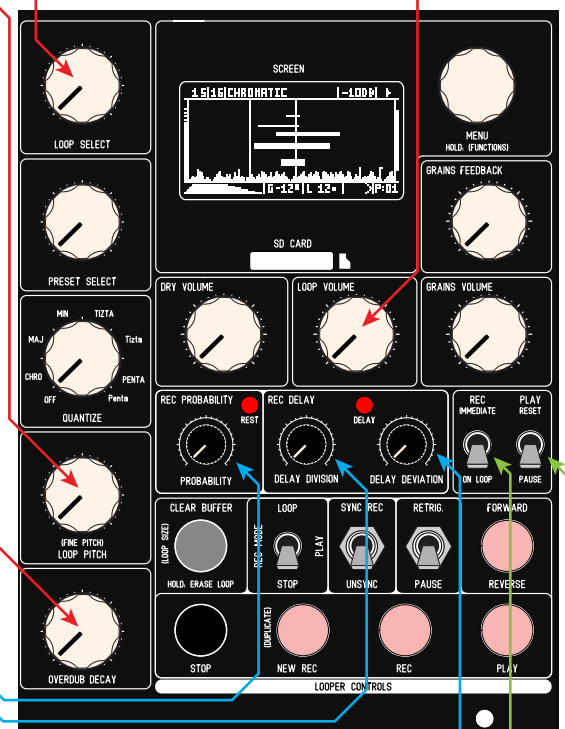 SCREEN
15|16|CHROMATIC |-100%| 
LOOP SELECT
MENU
HOLD: (FUNCTIONS)
GRAINS FEEDBACK
|G-12 |L 12 | P:01
SD CARD
PRESET SELECT
DRY VOLUME
LOOP VOLUME
GRAINS VOLUME
MIN
TIZTA
MAJ
Tizta
CHRO
PENTA
OFF
Penta
QUANTIZE
REC PROBABILITY
REST
PROBABILITY
REC DELAY
DELAY
DELAY DIVISION
DELAY DEVIATION
REC
IMMEDIATE
ON LOOP
PLAY
RESET
PAUSE
(FINE PITCH)
LOOP PITCH
CLEAR BUFFER
(LOOP SIZE)
HOLD: ERASE LOOP
LOOP
REC MODE
PLAY
STOP
SYNC REC
UNSYNC
RETRIG.
PAUSE
FORWARD
REVERSE
OVERDUB DECAY
STOP
(DUPLICATE)
NEW REC
REC
PLAY
LOOPER CONTROLS